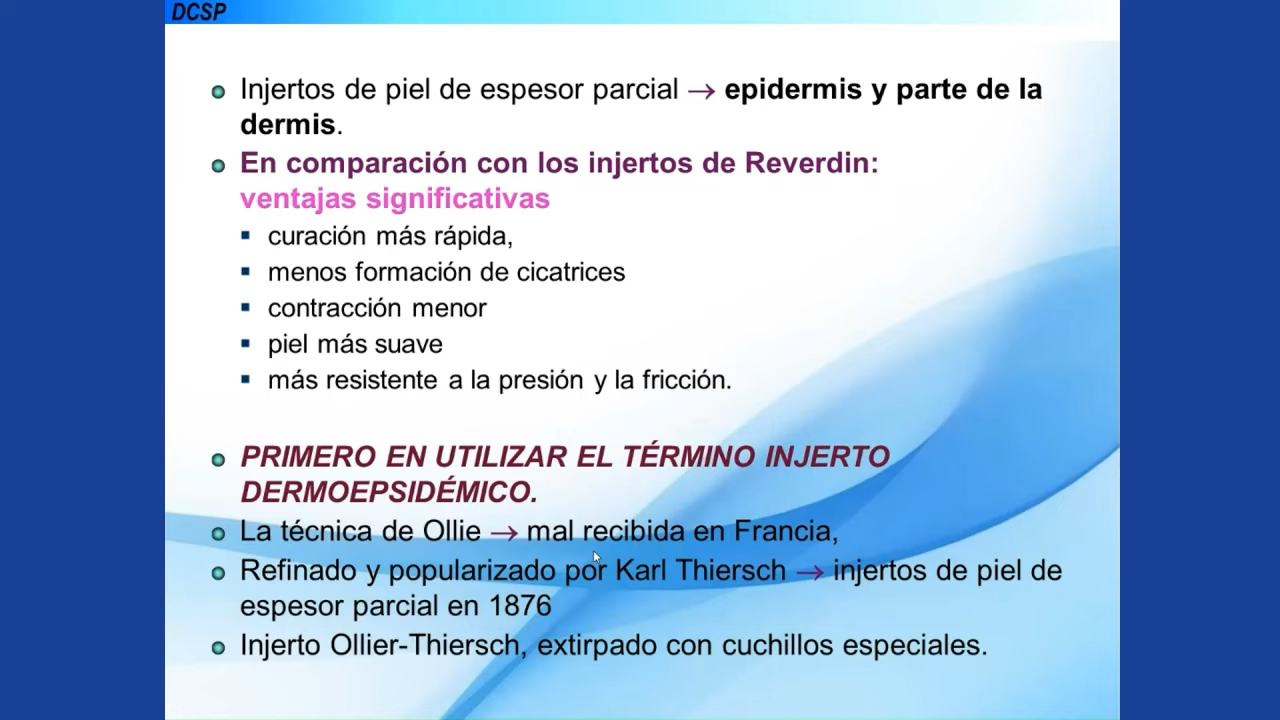 DCSP
Injertos de piel de espesor parcial → epidermis y parte de la
dermis.
En comparación con los injertos de Reverdin:
ventajas significativas
curación más rápida,
menos formación de cicatrices
contracción menor
piel más suave
más resistente a la presión y la fricción.
PRIMERO EN UTILIZAR EL TÉRMINO INJERTO
DERMOEPSIDÉMICO.
La técnica de Ollie → mal recibida en Francia,
Refinado y popularizado por Karl Thiersch → injertos de piel de
espesor parcial en 1876
Injerto Ollier-Thiersch, extirpado con cuchillos especiales.